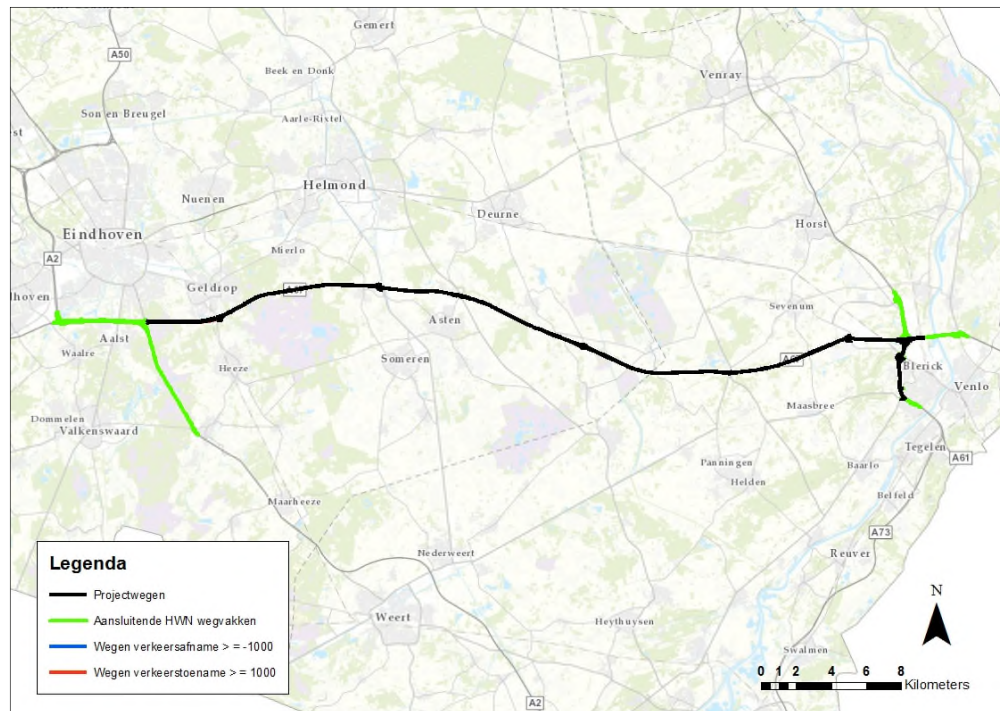 Gemert
A50
Beek en Donk
Venray
Son en Breugel
Aarle-Rixtel
Helmond
Nuenen
Deurne
Horst
Eindhoven
A2
Mierlo
Geldrop
Sevenum
dhoven
Asten
Aalst
Waalre
Someren
Blerick
Heeze
Venlo
Maasbree
Dommelen
Valkenswaard
Tegelen
Panningen
Baarlo
A61
Helden
Maarheeze
Belfeld
A73
Nederweert
Reuver
Legenda
Projectwegen
Aansluitende HWN wegvakken
Wegen verkeersafname > = -1000
Wegen verkeerstoename > = 1000
Weert
Heythuysen
N
Swalmen
0 1 2 4 6 8
Kilometers
A2